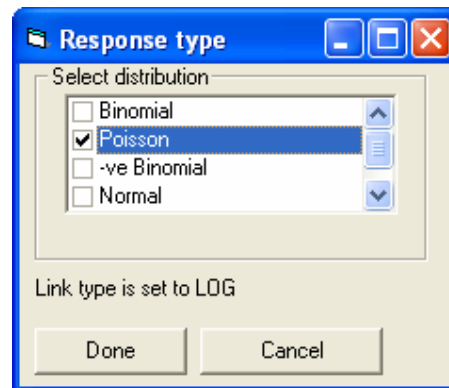 Response type
Select distribution
Binomial
Poisson
-ve Binomial
Normal
Link type is set to LOG
Done
Cancel